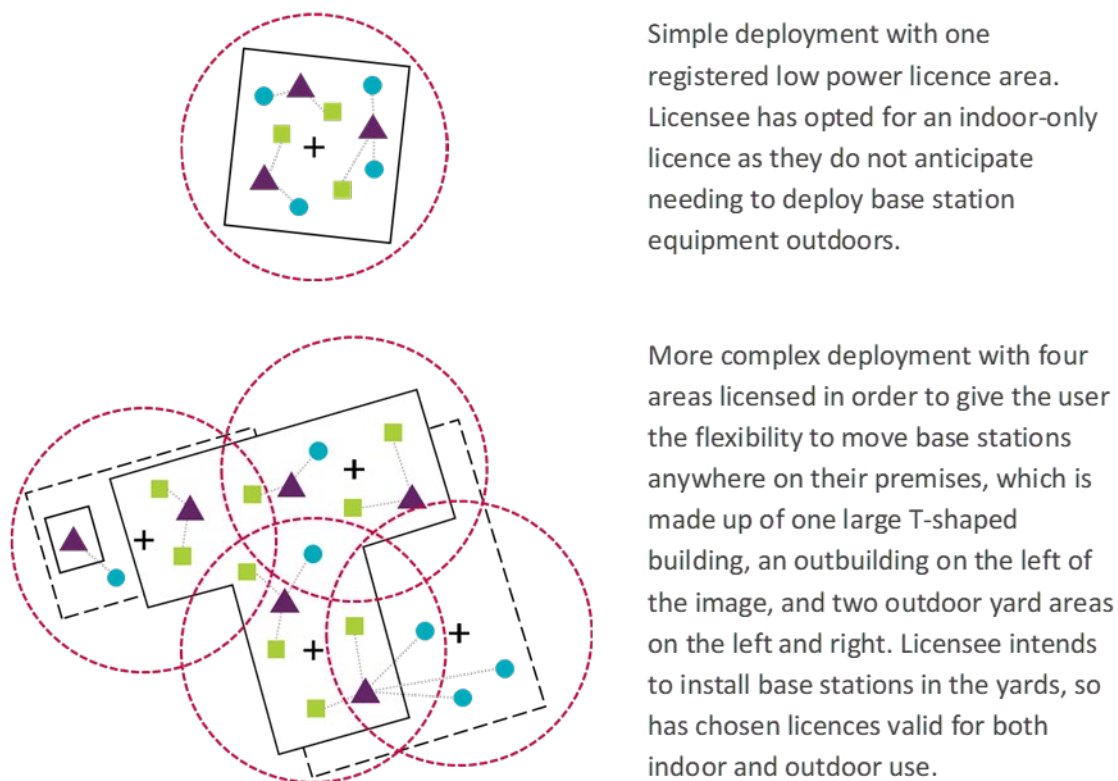 Simple deployment with one
registered low power licence area.
Licensee has opted for an indoor-only
licence as they do not anticipate
needing to deploy base station
equipment outdoors.
More complex deployment with four
areas licensed in order to give the user
the flexibility to move base stations
anywhere on their premises, which is
made up of one large T-shaped
building, an outbuilding on the left of
the image, and two outdoor yard areas
on the left and right. Licensee intends
to install base stations in the yards, so
has chosen licences valid for both
indoor and outdoor use.